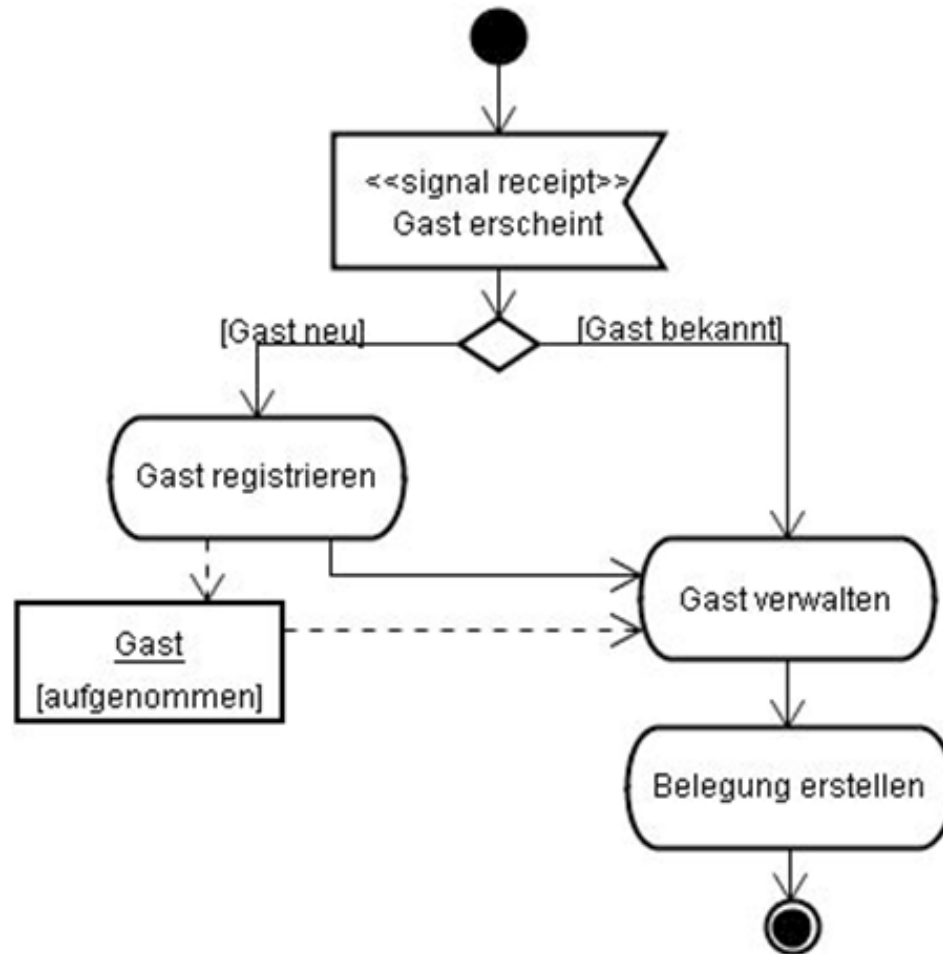 <<signal receipt>>
Gast erscheint
[Gast neu]
[Gast bekannt]
Gast registrieren
Gast verwalten
Gast
[aufgenommen]
Belegung erstellen